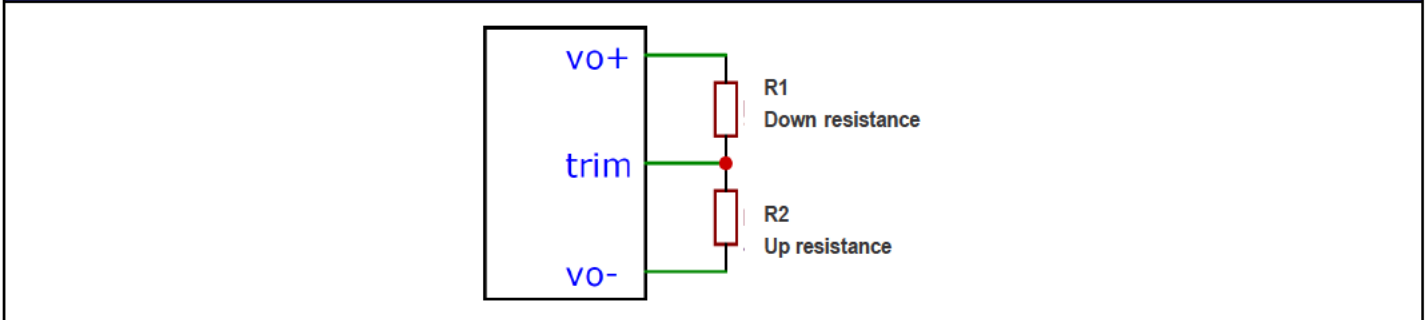 vo+
R1
Down resistance
trim
R2
Up resistance
vo-